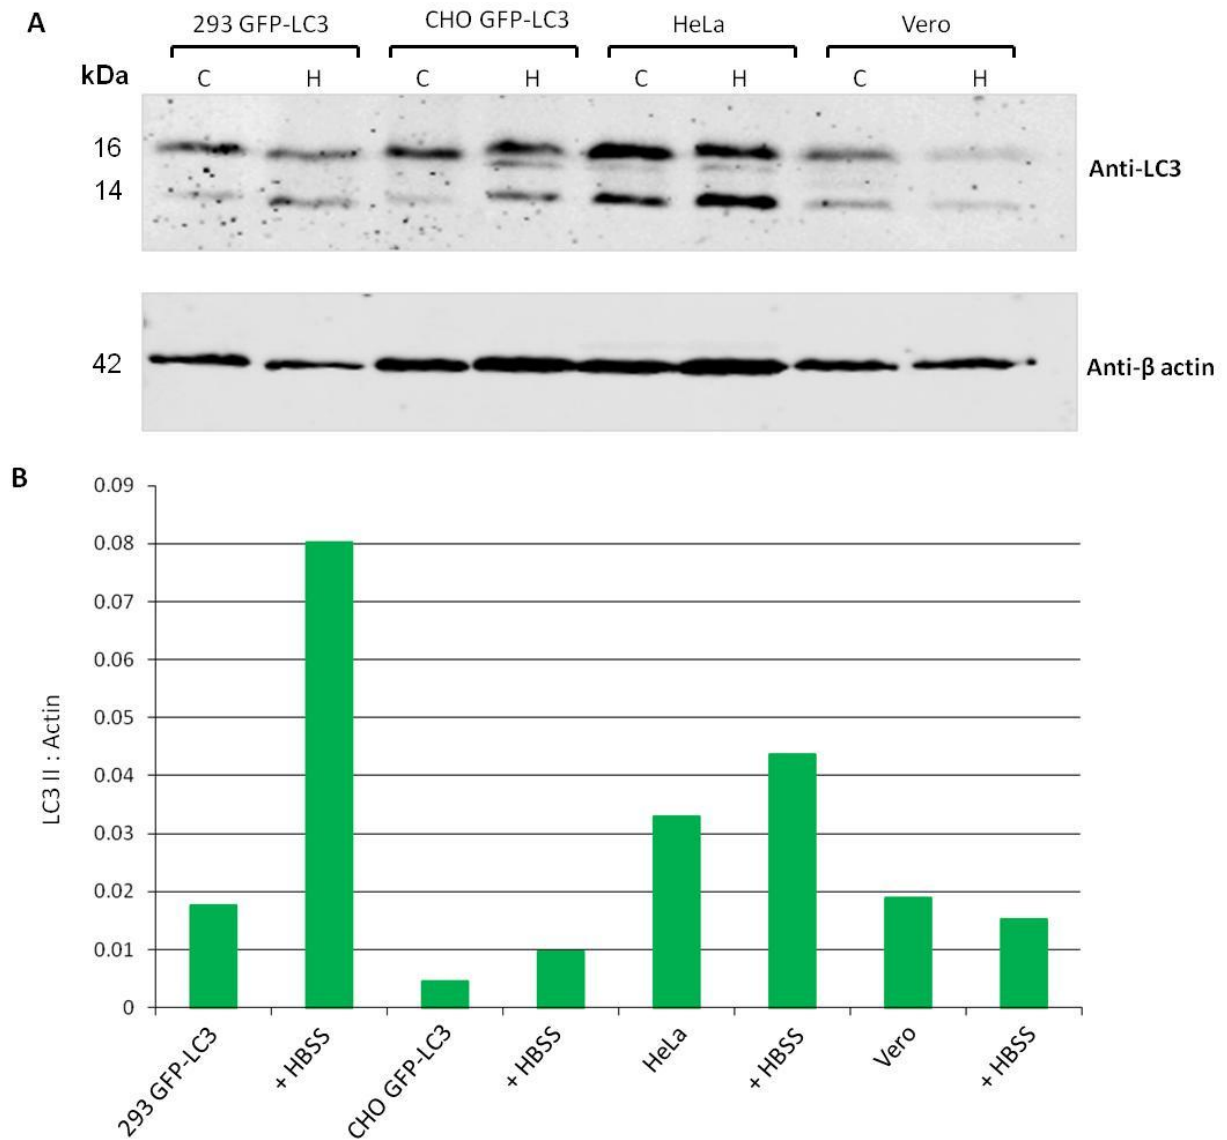 A
293 GFP-LC3 CHO GFP-LC3 HeLa Vero
kDa C H C H C H C H
16
14
Anti-LC3
42
Anti-β actin
B
0.09
0.08
0.07
0.06
0.05
0.04
0.03
0.02
0.01
0
LC3 II : Actin
293 GFP-LC3
+ HBSS
CHO GFP-LC3
+ HBSS
HeLa
+ HBSS
Vero
+ HBSS